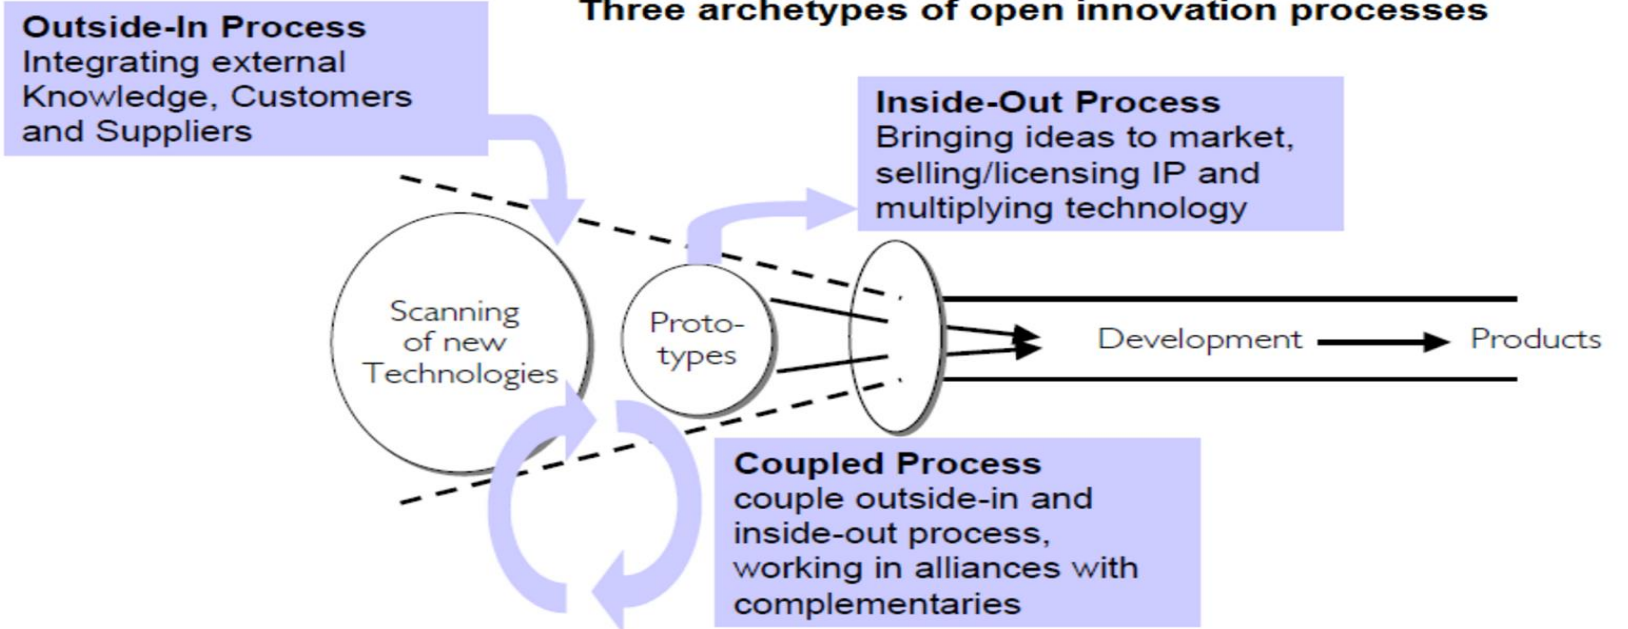 Three archetypes of open innovation processes
Outside-In Process
Integrating external
Knowledge, Customers
and Suppliers
Inside-Out Process
Bringing ideas to market,
selling/licensing IP and
multiplying technology
Scanning
of new
Technologies
Proto-
types
Development
Products
Coupled Process
couple outside-in and
inside-out process,
working in alliances with
complementaries